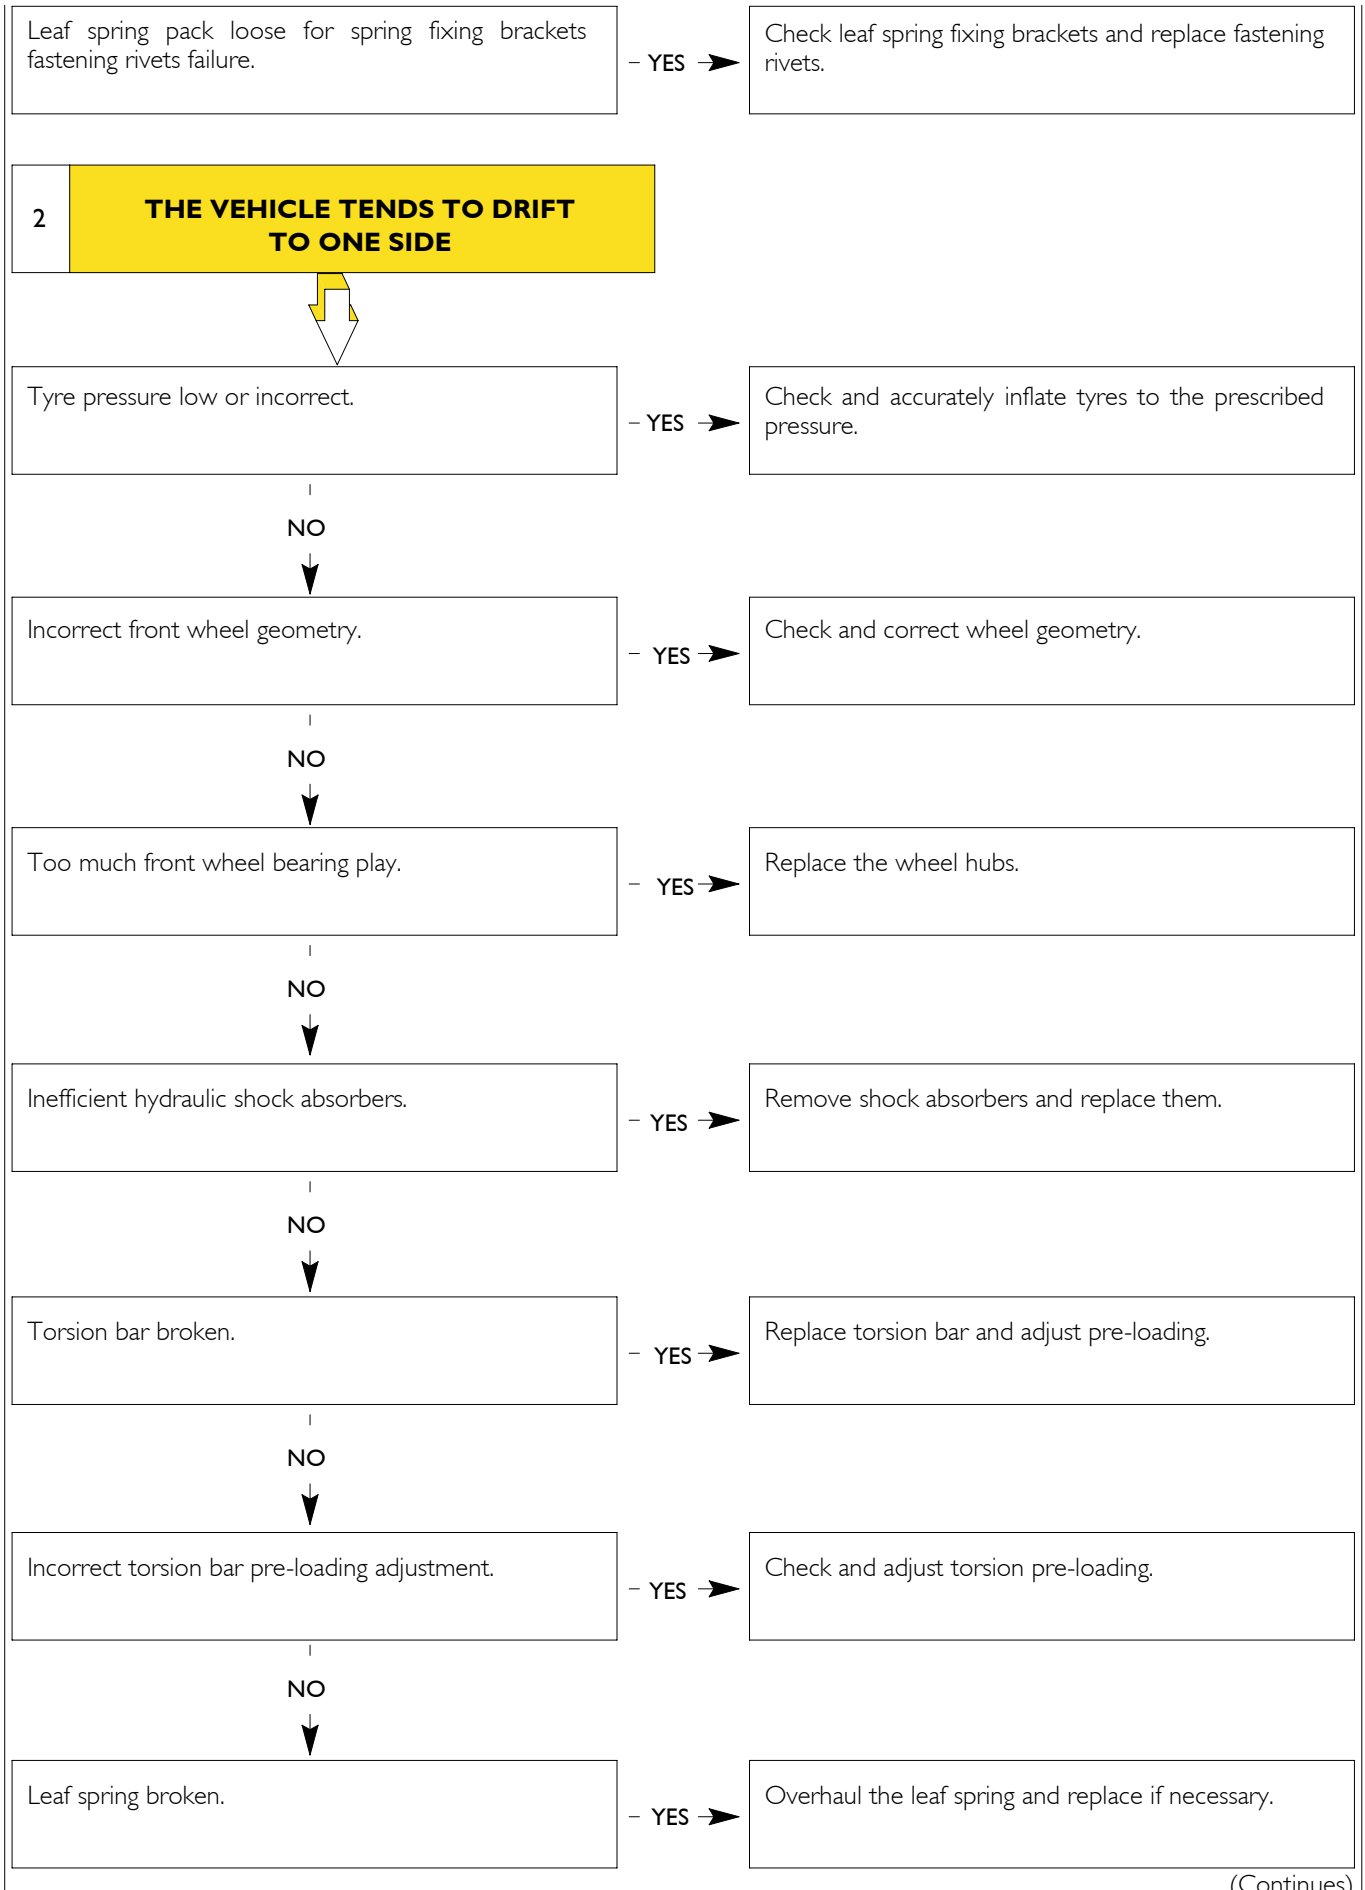 Leaf spring pack loose for spring fixing brackets
fastening rivets failure.
– YES
Check leaf spring fixing brackets and replace fastening
rivets.
2
THE VEHICLE TENDS TO DRIFT
TO ONE SIDE
Tyre pressure low or incorrect.
– YES
Check and accurately inflate tyres to the prescribed
pressure.
NO
Incorrect front wheel geometry.
– YES
Check and correct wheel geometry.
NO
Too much front wheel bearing play.
– YES
Replace the wheel hubs.
NO
Inefficient hydraulic shock absorbers.
– YES
Remove shock absorbers and replace them.
NO
Torsion bar broken.
– YES
Replace torsion bar and adjust pre-loading.
NO
Incorrect torsion bar pre-loading adjustment.
– YES
Check and adjust torsion pre-loading.
NO
Leaf spring broken.
– YES
Overhaul the leaf spring and replace if necessary.
(Continues)